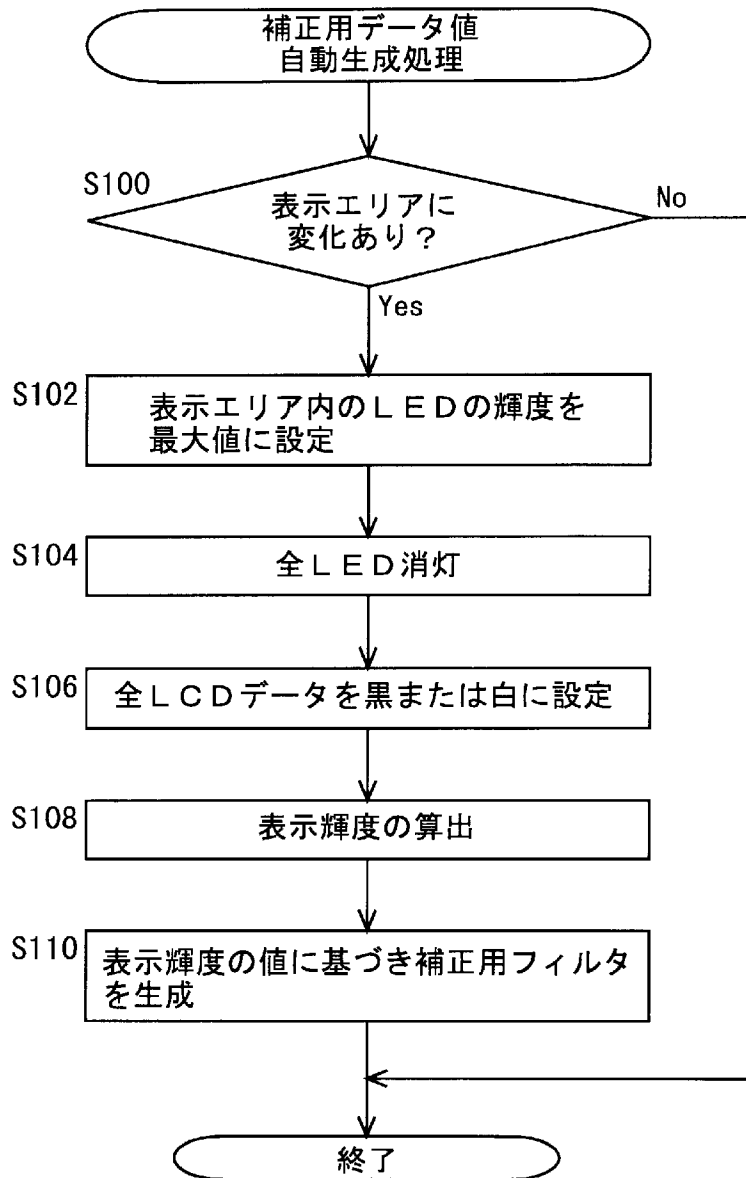 補正用データ値
自動生成処理
S100
表示エリアに
変化あり？
No
Yes
S102
表示エリア内のＬＥＤの輝度を
最大値に設定
S104
全ＬＥＤ消灯
S106
全ＬＣＤデータを黒または白に設定
S108
表示輝度の算出
S110
表示輝度の値に基づき補正用フィルタ
を生成
終了